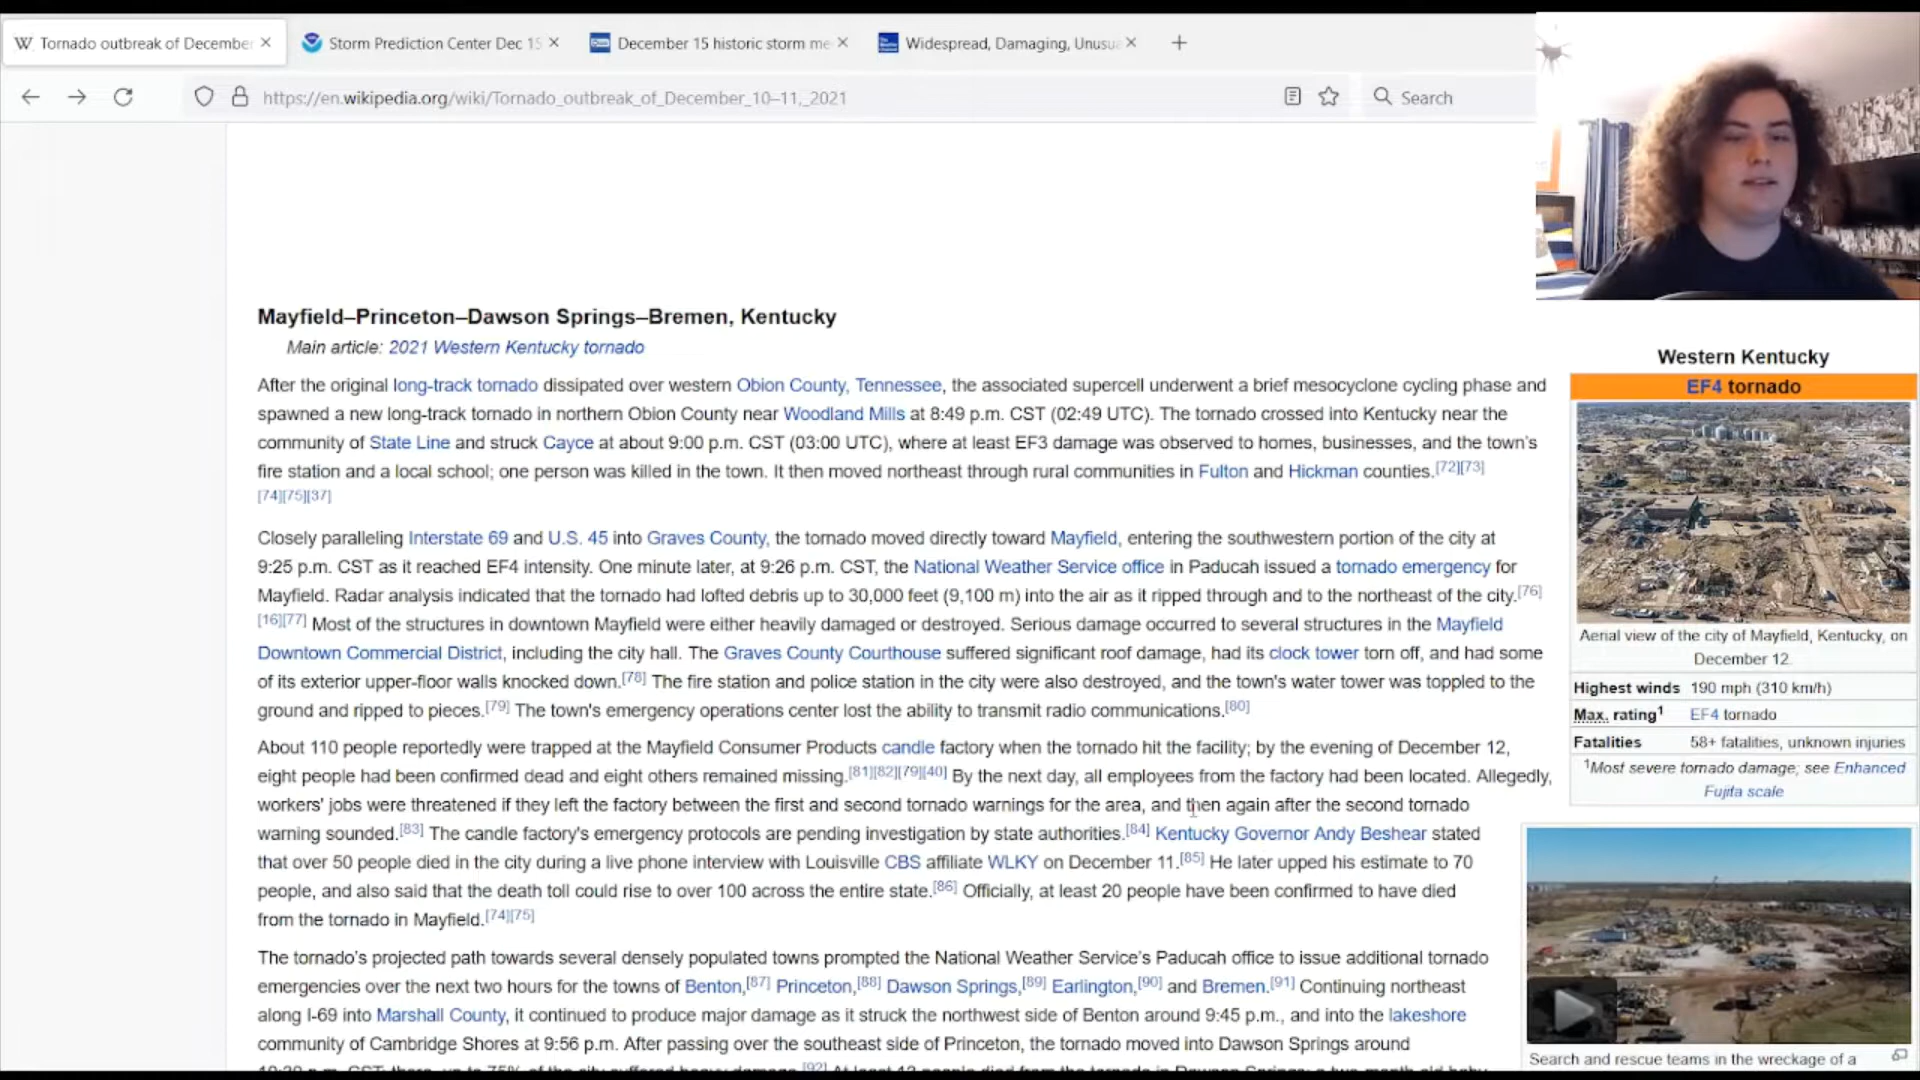 W Tornado outbreak of December
Storm Prediction Center Dec 15
December 15 historic storm me
Widespread, Damaging, Unusu
https://en.wikipedia.org/wiki/Tornado_outbreak_of_December_10–11,_2021
Search
Mayfield–Princeton–Dawson Springs–Bremen, Kentucky
Main article: 2021 Western Kentucky tornado
After the original long-track tornado dissipated over western Obion County, Tennessee, the associated supercell underwent a brief mesocyclone cycling phase and
spawned a new long-track tornado in northern Obion County near Woodland Mills at 8:49 p.m. CST (02:49 UTC). The tornado crossed into Kentucky near the
community of State Line and struck Cayce at about 9:00 p.m. CST (03:00 UTC), where at least EF3 damage was observed to homes, businesses, and the town's
fire station and a local school; one person was killed in the town. It then moved northeast through rural communities in Fulton and Hickman counties.[72][73]
[74][75][37]
Closely paralleling Interstate 69 and U.S. 45 into Graves County, the tornado moved directly toward Mayfield, entering the southwestern portion of the city at
9:25 p.m. CST as it reached EF4 intensity. One minute later, at 9:26 p.m. CST, the National Weather Service office in Paducah issued a tornado emergency for
Mayfield. Radar analysis indicated that the tornado had lofted debris up to 30,000 feet (9,100 m) into the air as it ripped through and to the northeast of the city.[76]
[16][77] Most of the structures in downtown Mayfield were either heavily damaged or destroyed. Serious damage occurred to several structures in the Mayfield
Downtown Commercial District, including the city hall. The Graves County Courthouse suffered significant roof damage, had its clock tower torn off, and had some
of its exterior upper-floor walls knocked down.[78] The fire station and police station in the city were also destroyed, and the town's water tower was toppled to the
ground and ripped to pieces.[79] The town's emergency operations center lost the ability to transmit radio communications.[80]
About 110 people reportedly were trapped at the Mayfield Consumer Products candle factory when the tornado hit the facility; by the evening of December 12,
eight people had been confirmed dead and eight others remained missing.[81][82][79][40] By the next day, all employees from the factory had been located. Allegedly,
workers' jobs were threatened if they left the factory between the first and second tornado warnings for the area, and then again after the second tornado
warning sounded.[83] The candle factory's emergency protocols are pending investigation by state authorities.[84] Kentucky Governor Andy Beshear stated
that over 50 people died in the city during a live phone interview with Louisville CBS affiliate WLKY on December 11.[85] He later upped his estimate to 70
people, and also said that the death toll could rise to over 100 across the entire state.[86] Officially, at least 20 people have been confirmed to have died
from the tornado in Mayfield.[74][75]
The tornado's projected path towards several densely populated towns prompted the National Weather Service's Paducah office to issue additional tornado
emergencies over the next two hours for the towns of Benton,[87] Princeton,[88] Dawson Springs,[89] Earlington,[90] and Bremen.[91] Continuing northeast
along I-69 into Marshall County, it continued to produce major damage as it struck the northwest side of Benton around 9:45 p.m., and into the lakeshore
community of Cambridge Shores at 9:56 p.m. After passing over the southeast side of Princeton, the tornado moved into Dawson Springs around
Western Kentucky
EF4 tornado
Aerial view of the city of Mayfield, Kentucky, on
December 12.
Highest winds 190 mph (310 km/h)
Max. rating1 EF4 tornado
Fatalities 58+ fatalities, unknown injuries
1Most severe tornado damage; see Enhanced
Fujita scale
Search and rescue teams in the wreckage of a